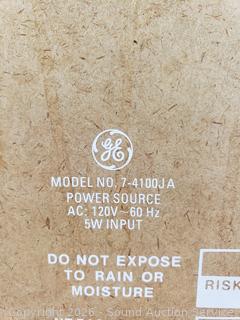 GE
MODEL NO. 7-4100JA
POWER SOURCE
AC: 120V~60 Hz
5W INPUT
DO NOT EXPOSE
TO RAIN OR
MOISTURE
RISK
Copyright 2026 - Sound Auction Services